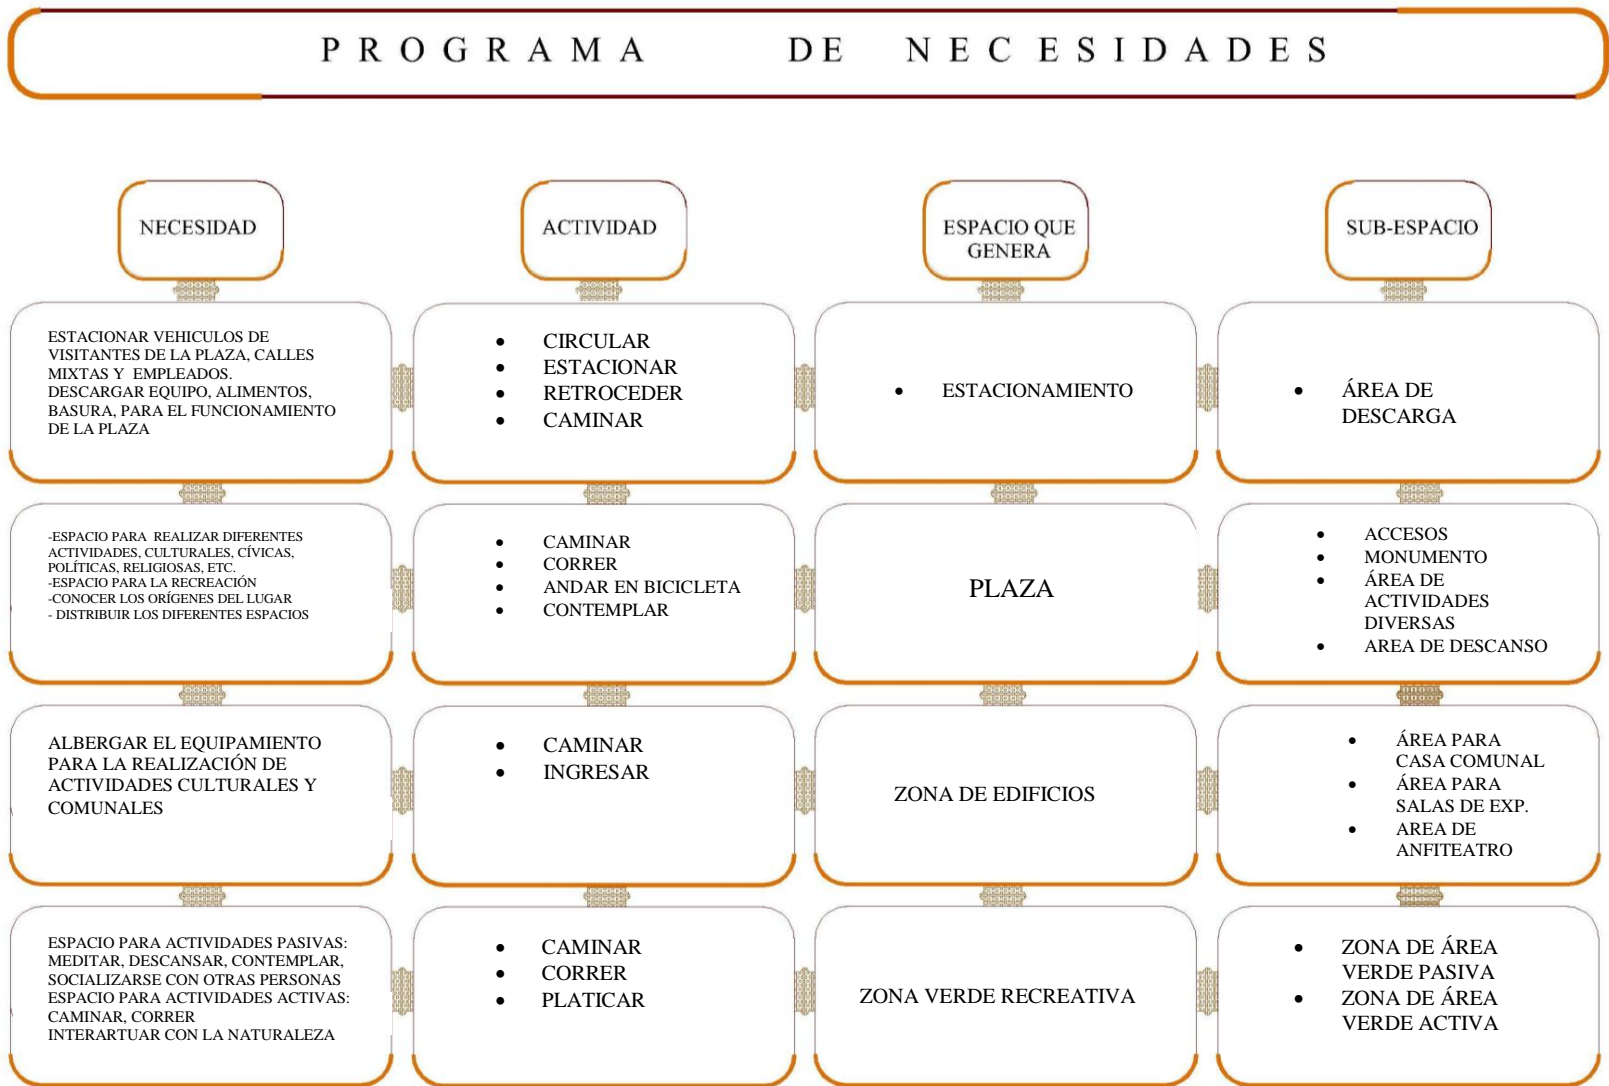 PROGRAMA DE NECESIDADES
NECESIDAD
ACTIVIDAD
ESPACIO QUE
GENERA
SUB-ESPACIO
ESTACIONAR VEHICULOS DE
VISITANTES DE LA PLAZA, CALLES
MIXTAS Y EMPLEADOS.
DESCARGAR EQUIPO, ALIMENTOS,
BASURA, PARA EL FUNCIONAMIENTO
DE LA PLAZA
• CIRCULAR
• ESTACIONAR
• RETROCEDER
• CAMINAR
• ESTACIONAMIENTO
• ÁREA DE
DESCARGA
-ESPACIO PARA REALIZAR DIFERENTES
ACTIVIDADES, CULTURALES, CÍVICAS,
POLÍTICAS, RELIGIOSAS, ETC.
-ESPACIO PARA LA RECREACIÓN
-CONOCER LOS ORÍGENES DEL LUGAR
- DISTRIBUIR LOS DIFERENTES ESPACIOS
• CAMINAR
• CORRER
• ANDAR EN BICICLETA
• CONTEMPLAR
PLAZA
• ACCESOS
• MONUMENTO
• ÁREA DE
ACTIVIDADES
DIVERSAS
• AREA DE DESCANSO
ALBERGAR EL EQUIPAMIENTO
PARA LA REALIZACIÓN DE
ACTIVIDADES CULTURALES Y
COMUNALES
• CAMINAR
• INGRESAR
ZONA DE EDIFICIOS
• ÁREA PARA
CASA COMUNAL
• ÁREA PARA
SALAS DE EXP.
• AREA DE
ANFITEATRO
ESPACIO PARA ACTIVIDADES PASIVAS:
MEDITAR, DESCANSAR, CONTEMPLAR,
SOCIALIZARSE CON OTRAS PERSONAS
ESPACIO PARA ACTIVIDADES ACTIVAS:
CAMINAR, CORRER
INTERARTUAR CON LA NATURALEZA
• CAMINAR
• CORRER
• PLATICAR
ZONA VERDE RECREATIVA
• ZONA DE ÁREA
VERDE PASIVA
• ZONA DE ÁREA
VERDE ACTIVA